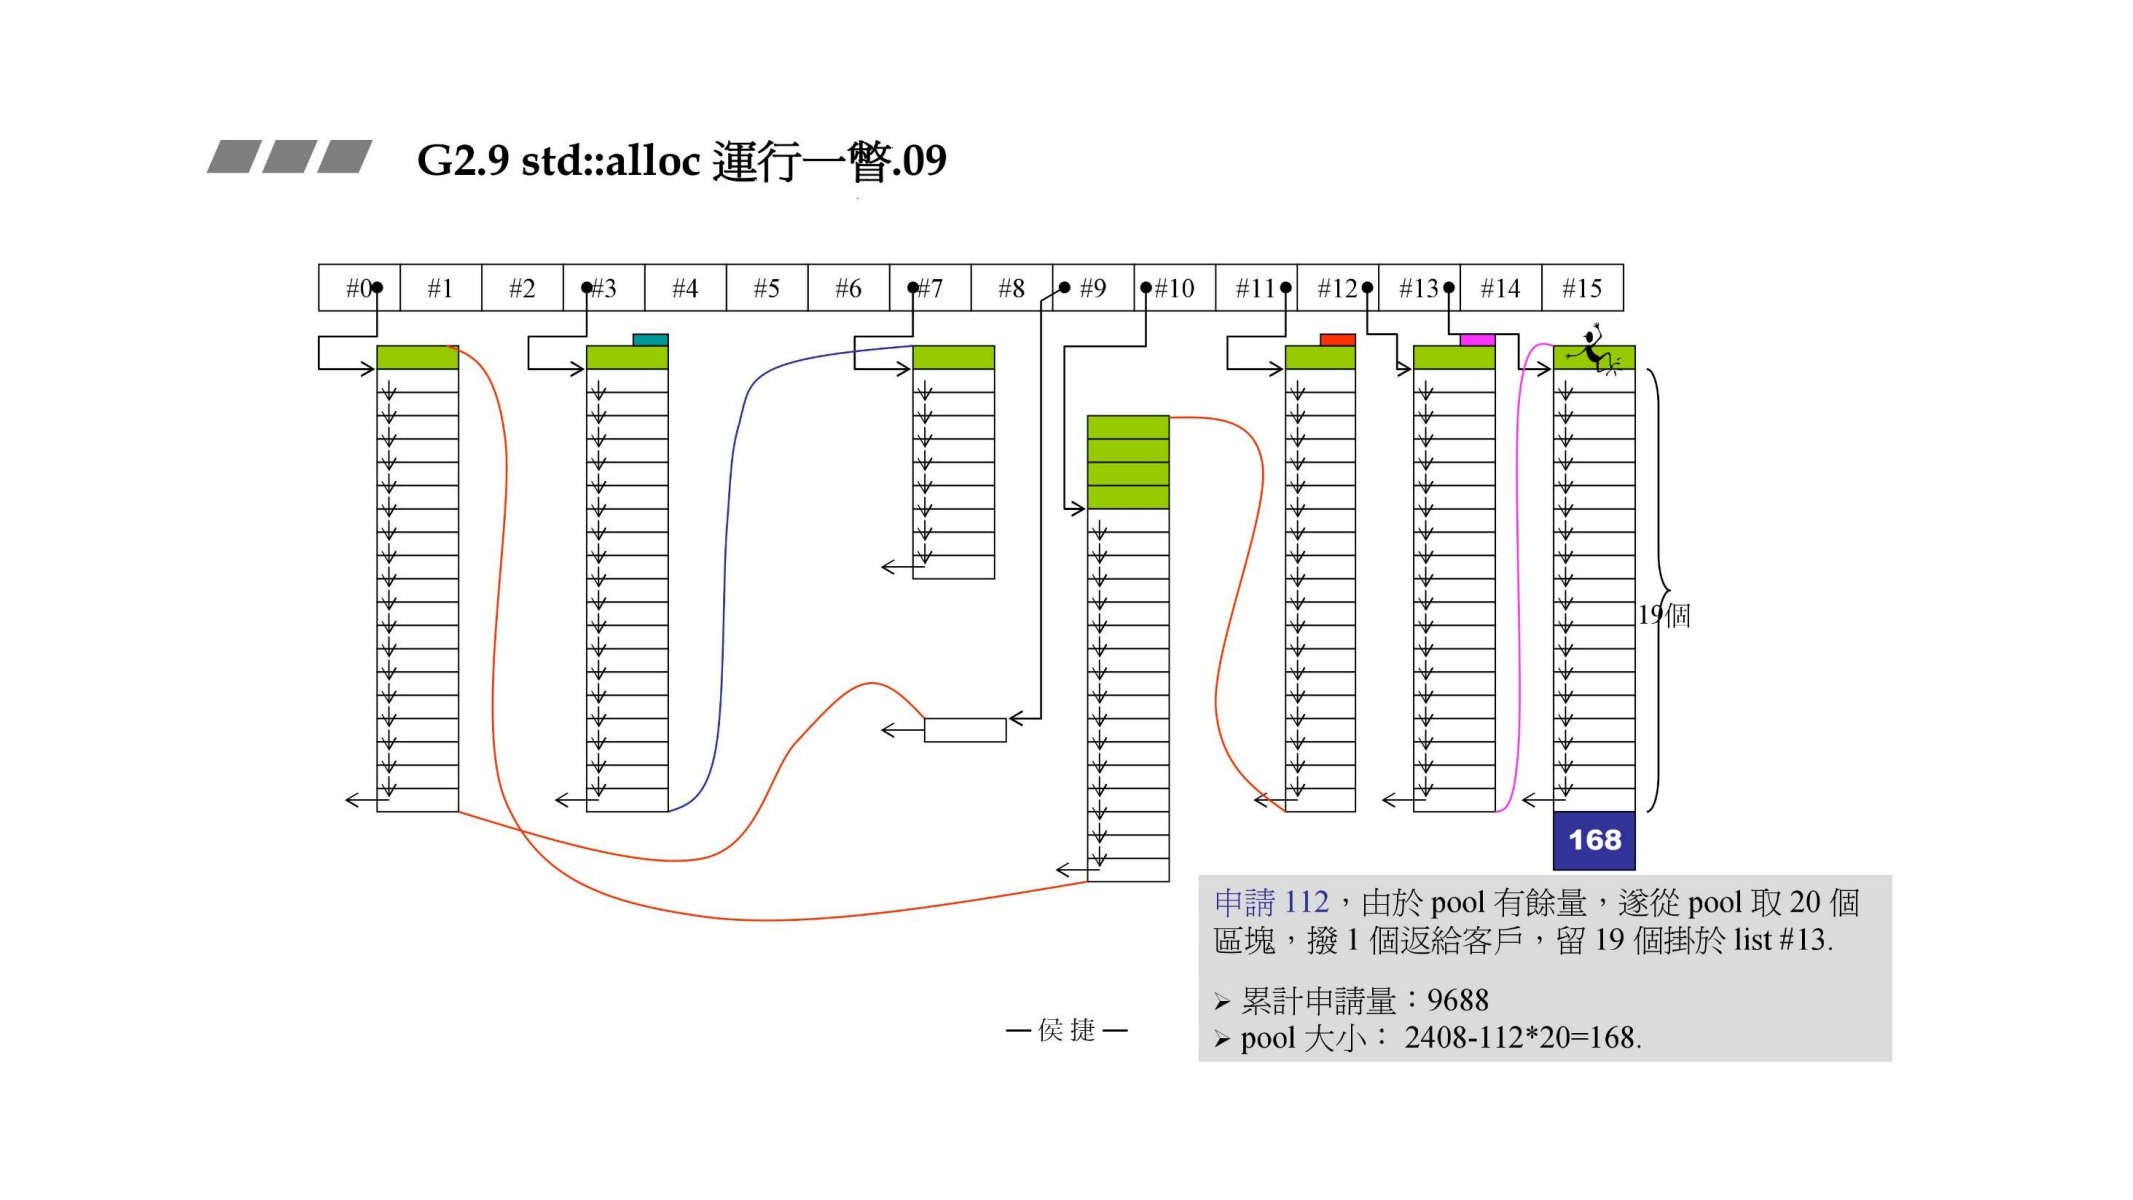 G2.9 std::alloc 運行一瞥.09
#0 #1 #2 #3 #4 #5 #6 #7 #8 #9 #10 #11 #12 #13 #14 #15
19個
168
申請 112，由於 pool 有餘量，遂從 pool 取 20 個
區塊，撥 1 個返給客戶，留 19 個掛於 list #13.
➢ 累計申請量：9688
➢ pool 大小： 2408-112*20=168.
— 侯 捷 —